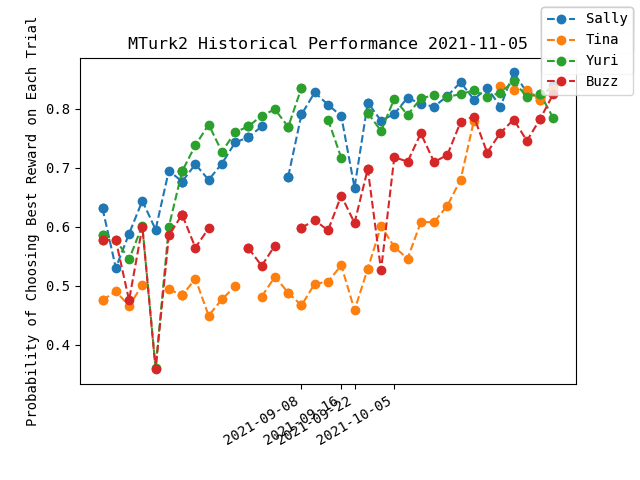 MTurk2 Historical Performance 2021-11-05
Sally
Tina
Yuri
Buzz
Probability of Choosing Best Reward on Each Trial
0.8
0.7
0.6
0.5
0.4
2021-09-08
2021-09-16
2021-09-22
2021-10-05